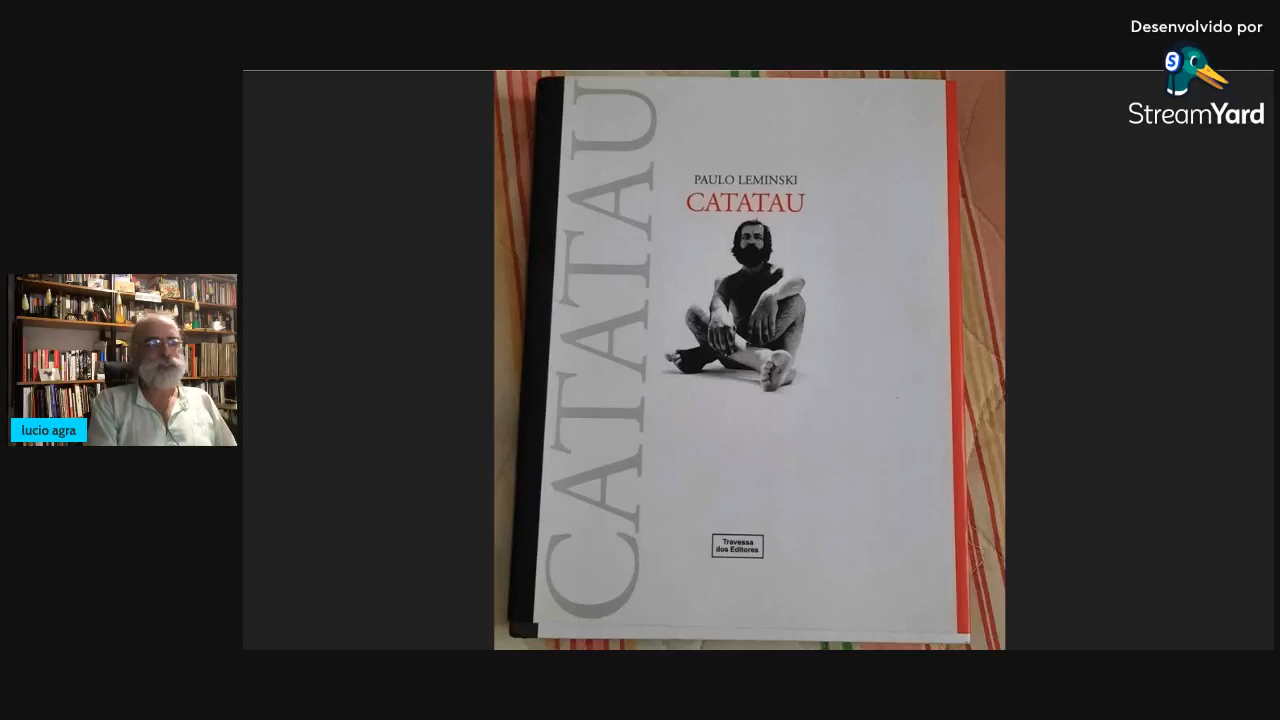 Desenvolvido por
S
StreamYard
CATATAU
PAULO LEMINSKI
CATATAU
Travessa
dos Editores
lucio agra